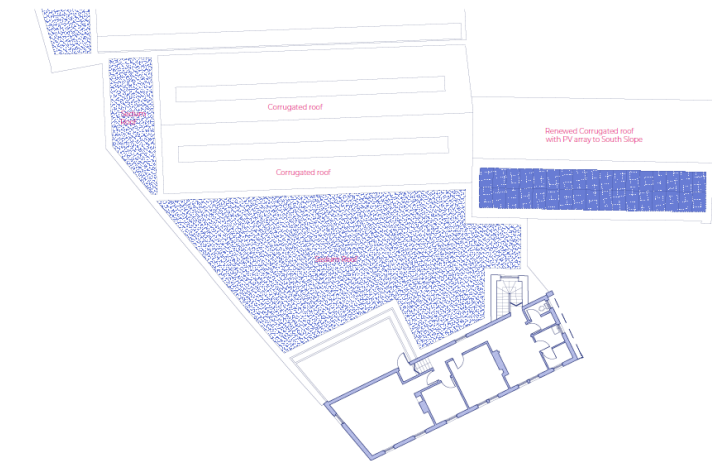 Corrugated roof
Renewed Corrugated roof
with PV array to South Slope
Corrugated roof